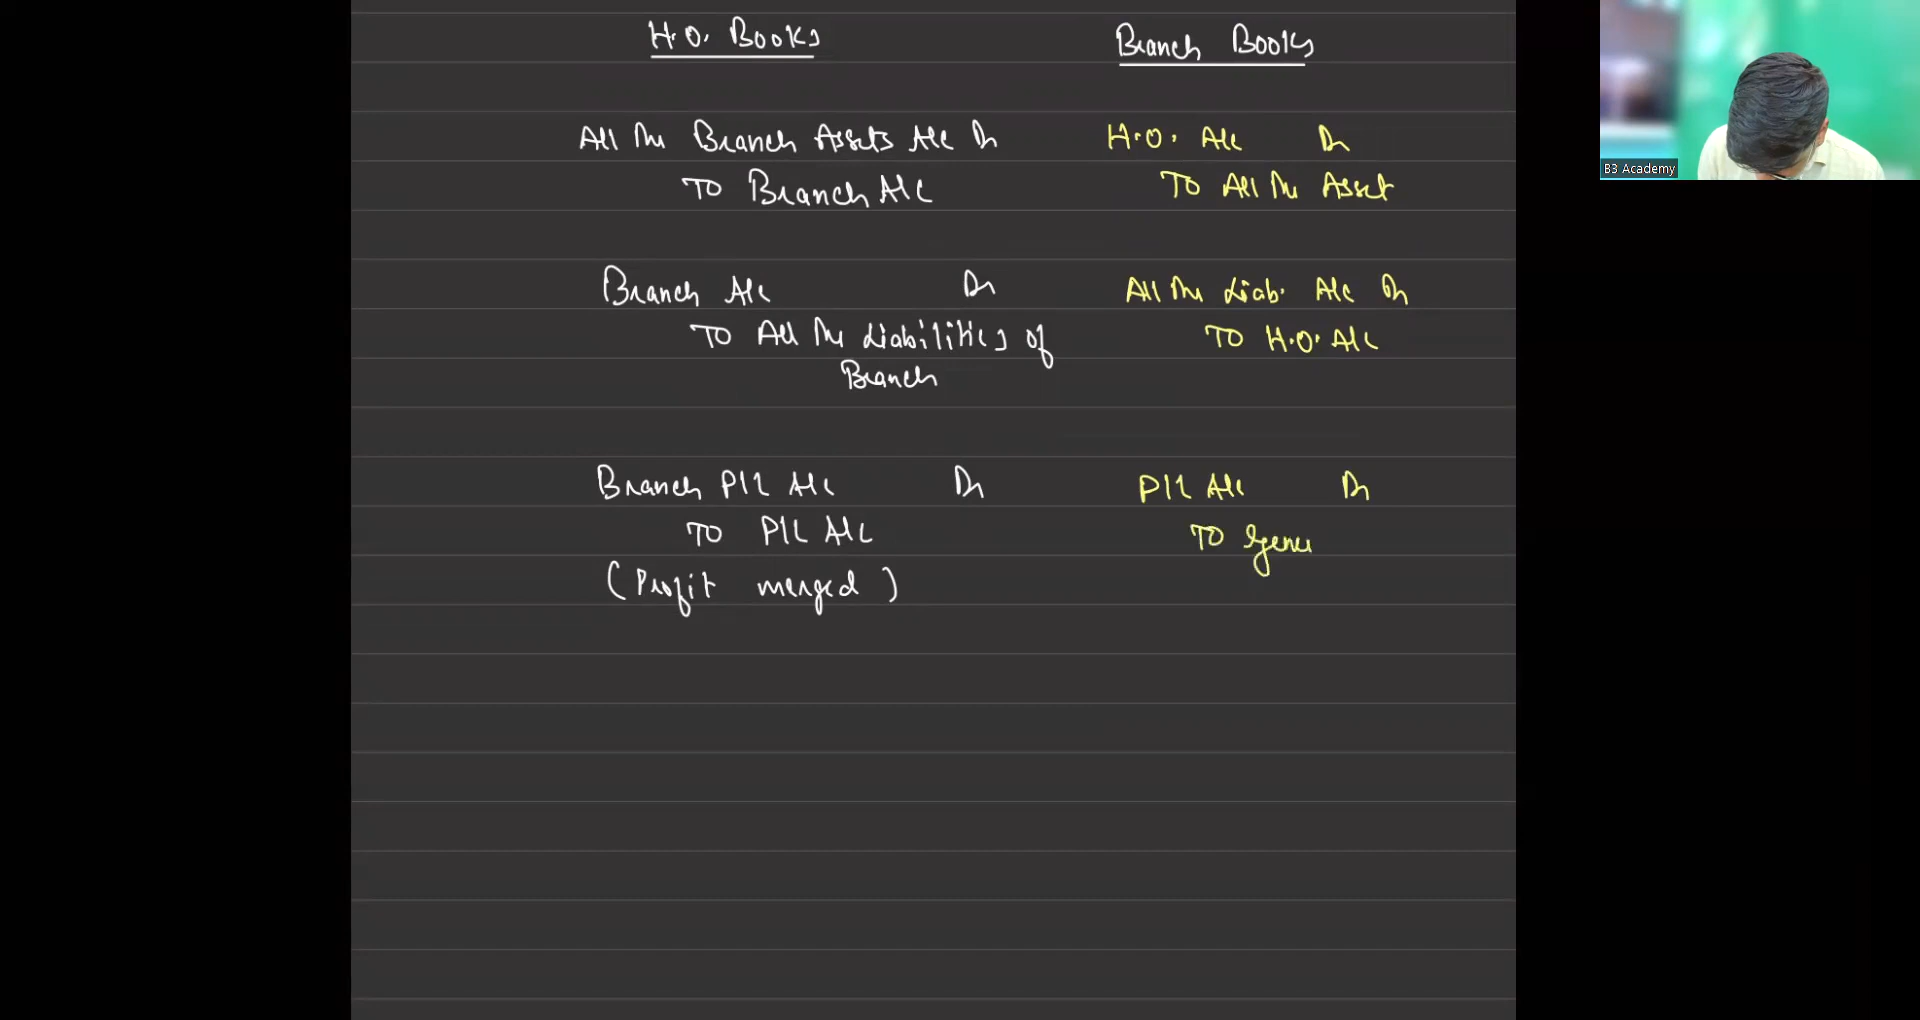 H.O. Books
Branch Books
All the Branch Assets A/c Dr
To Branch A/c
H.O. A/c Dr
To All the Asset
Branch A/c Dr
To All the Liabilities of
Branch
All the Liab. A/c Dr
To H.O. A/c
Branch P/L A/c Dr
To P/L A/c
(Profit merged)
P/L A/c Dr
To Gene
B3 Academy